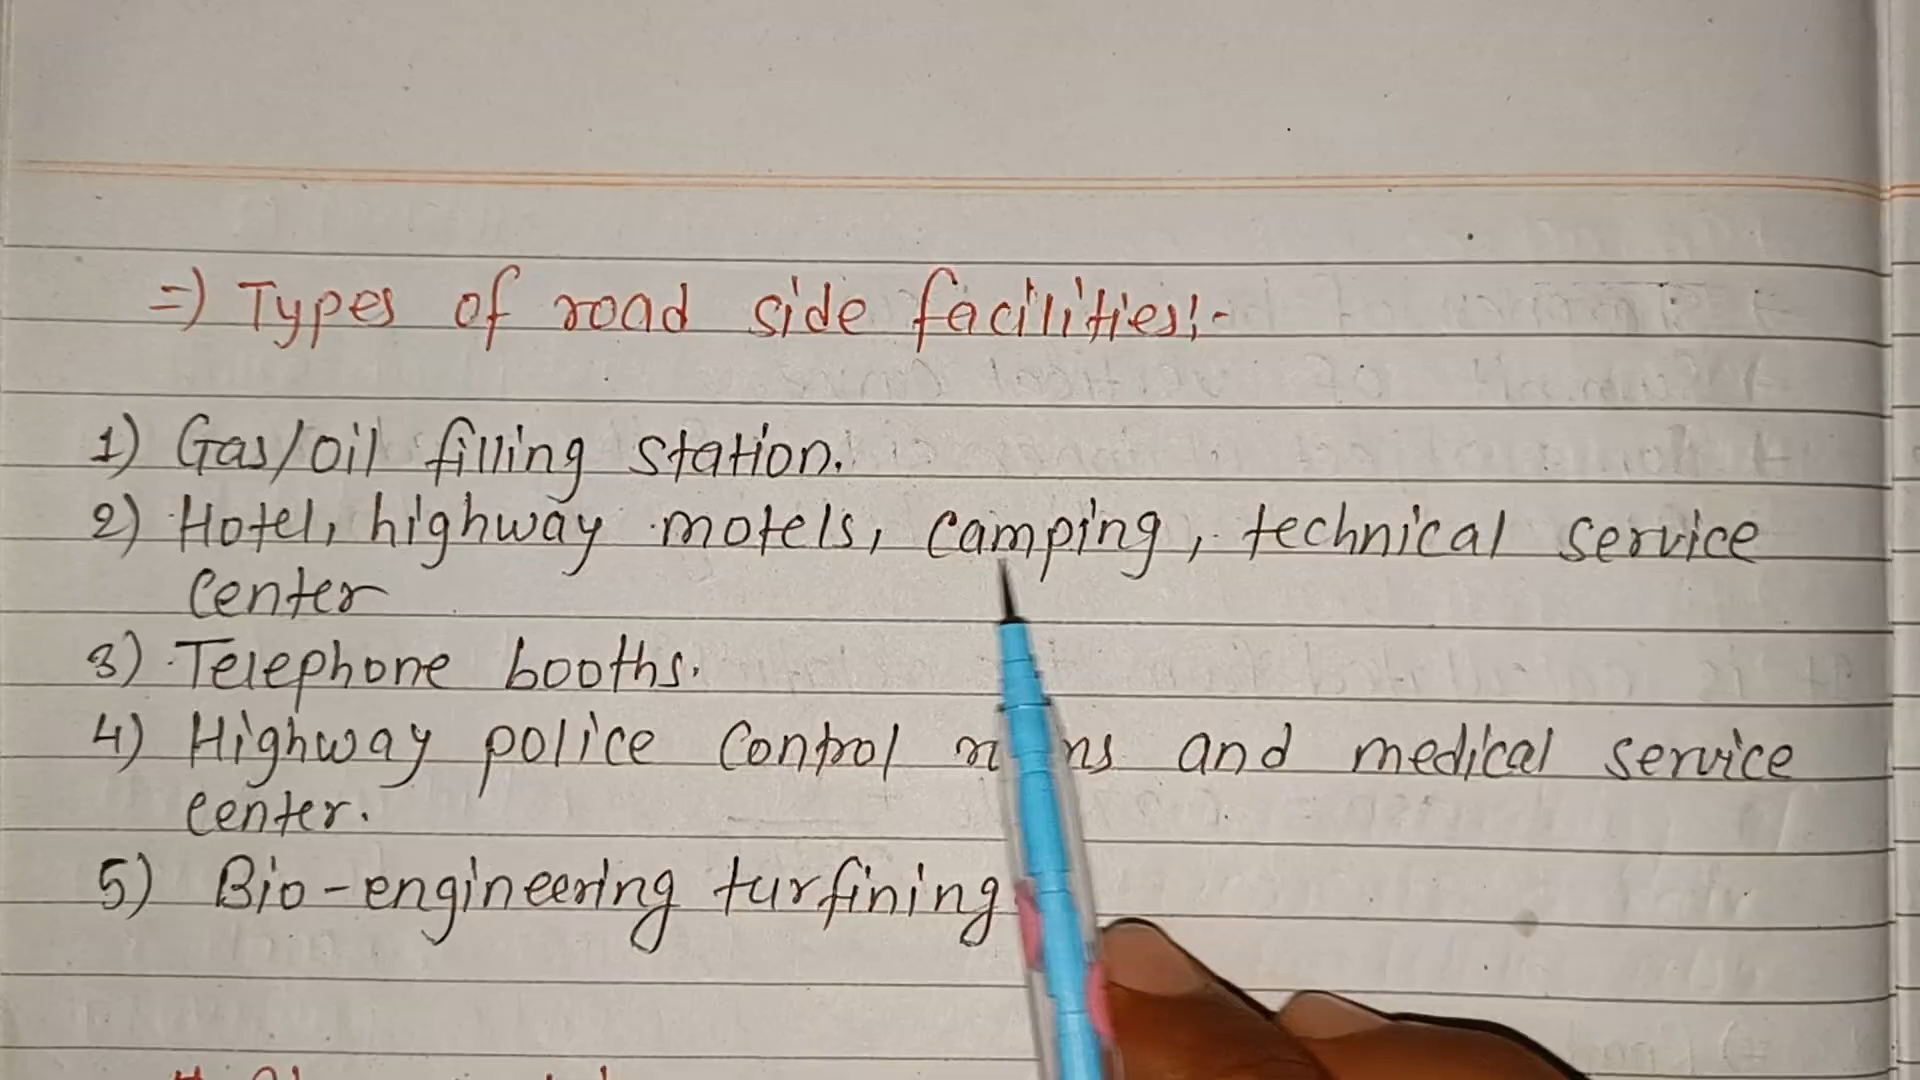 =) Types of road side facilities:-
1) Gas/oil filling station.
2) Hotel, highway motels, camping, technical service
center
3) Telephone booths.
4) Highway police control and medical service
center.
5) Bio-engineering turfining